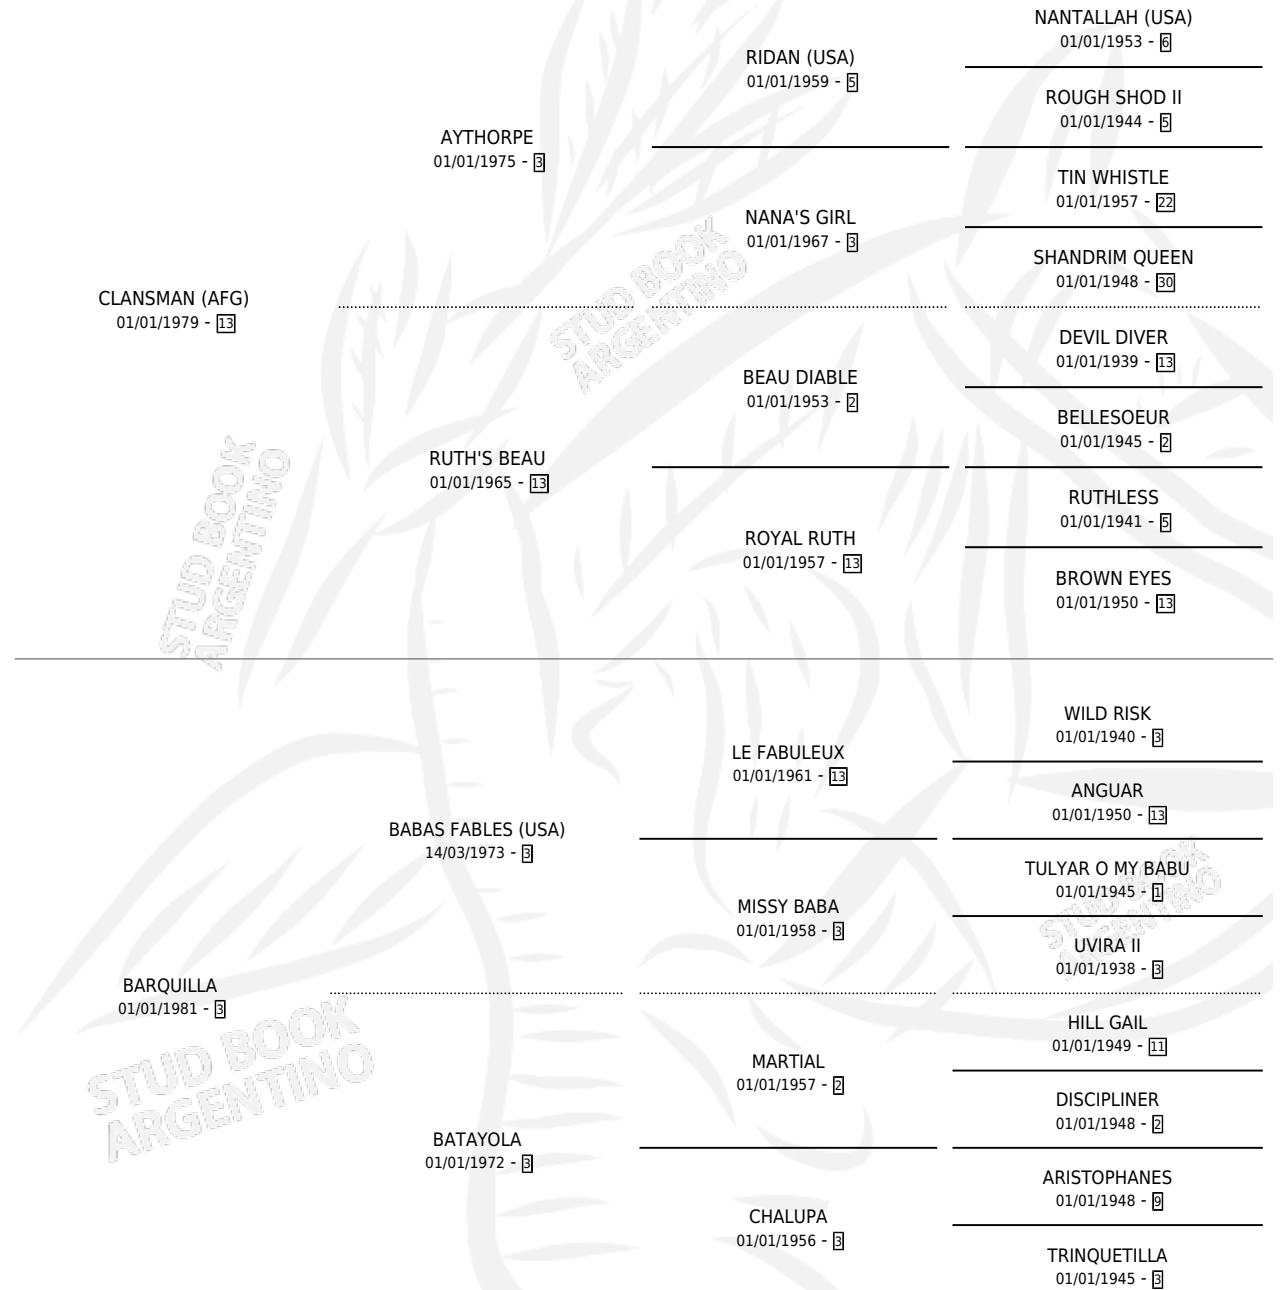 NANTALLAH (USA)
01/01/1953 - 6
RIDAN (USA)
01/01/1959 - 5
ROUGH SHOD II
01/01/1944 - 5
AYTHORPE
01/01/1975 - 3
TIN WHISTLE
01/01/1957 - 22
NANA'S GIRL
01/01/1967 - 3
SHANDRIM QUEEN
01/01/1948 - 30
CLANSMAN (AFG)
01/01/1979 - 13
DEVIL DIVER
01/01/1939 - 13
BEAU DIABLE
01/01/1953 - 2
BELLESOEUR
01/01/1945 - 2
RUTH'S BEAU
01/01/1965 - 13
RUTHLESS
01/01/1941 - 5
ROYAL RUTH
01/01/1957 - 13
BROWN EYES
01/01/1950 - 13
WILD RISK
01/01/1940 - 3
LE FABULEUX
01/01/1961 - 13
ANGUAR
01/01/1950 - 13
BABAS FABLES (USA)
14/03/1973 - 3
TULYAR O MY BABU
01/01/1945 - 1
MISSY BABA
01/01/1958 - 3
UVIRA II
01/01/1938 - 3
BARQUILLA
01/01/1981 - 3
HILL GAIL
01/01/1949 - 11
MARTIAL
01/01/1957 - 2
DISCIPLINER
01/01/1948 - 2
BATAYOLA
01/01/1972 - 3
ARISTOPHANES
01/01/1948 - 9
CHALUPA
01/01/1956 - 3
TRINQUETILLA
01/01/1945 - 3
STUD BOOK
ARGENTINO
STUD BOOK
ARGENTINO
STUD BOOK
ARGENTINO
STUD BOOK
ARGENTINO